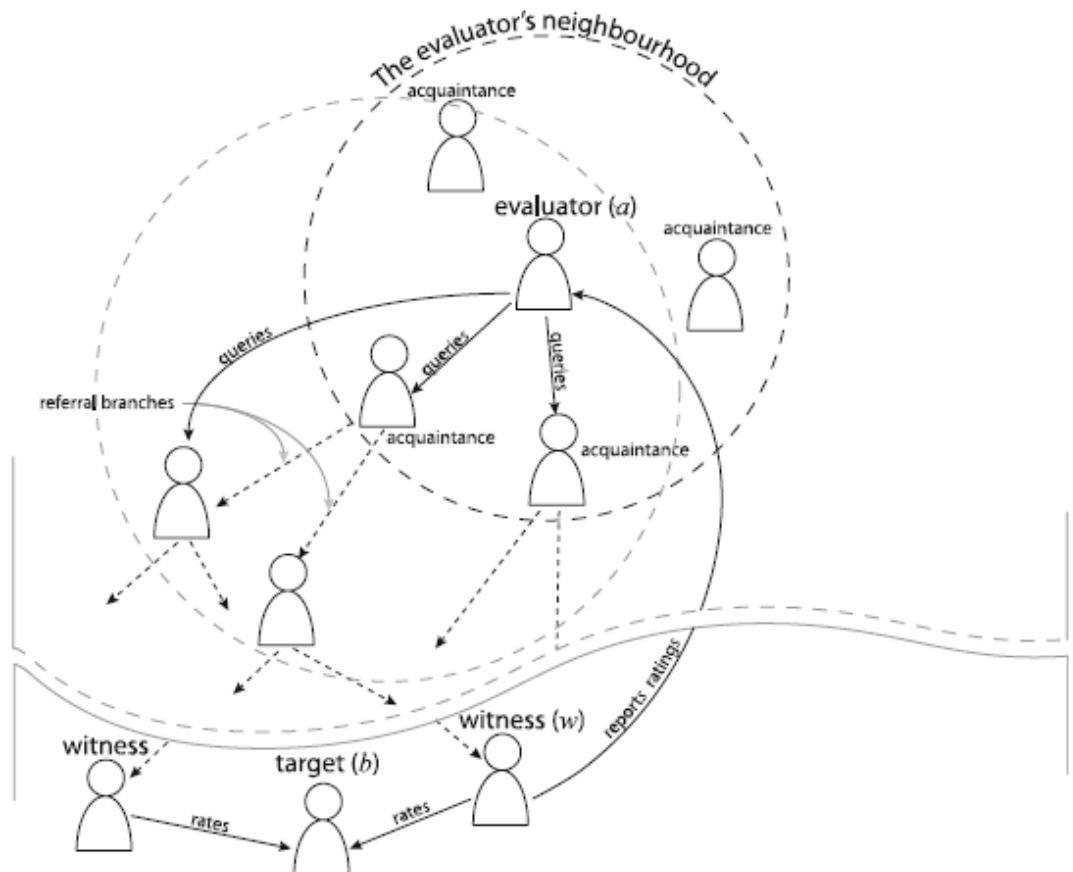 The evaluator's neighbourhood
acquaintance
evaluator (a)
acquaintance
queries
queries
queries
referral branches
acquaintance
acquaintance
reports ratings
witness (w)
witness
target (b)
rates
rates